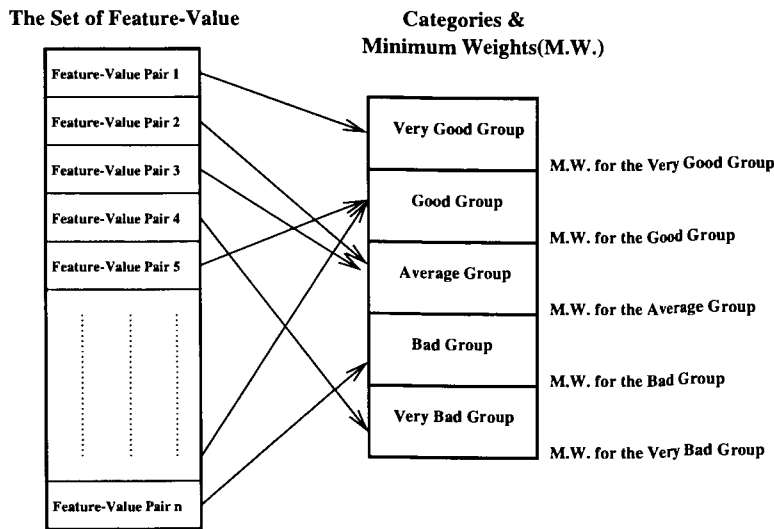 The Set of Feature-Value
Categories &
Minimum Weights(M.W.)
Feature-Value Pair 1
Feature-Value Pair 2
Feature-Value Pair 3
Feature-Value Pair 4
Feature-Value Pair 5
Feature-Value Pair n
Very Good Group
Good Group
Average Group
Bad Group
Very Bad Group
M.W. for the Very Good Group
M.W. for the Good Group
M.W. for the Average Group
M.W. for the Bad Group
M.W. for the Very Bad Group